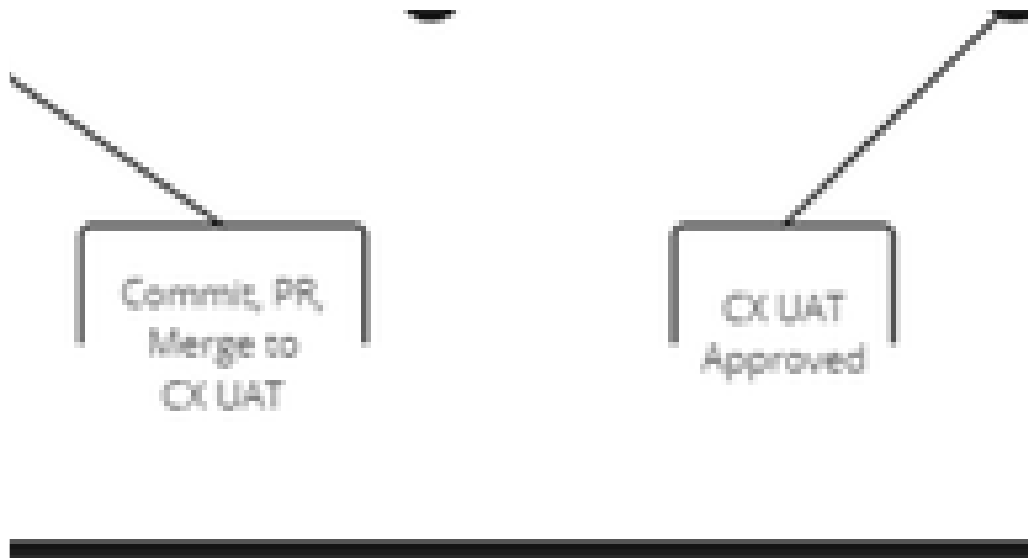 Commit, PR,
Merge to
CX UAT
CX UAT
Approved